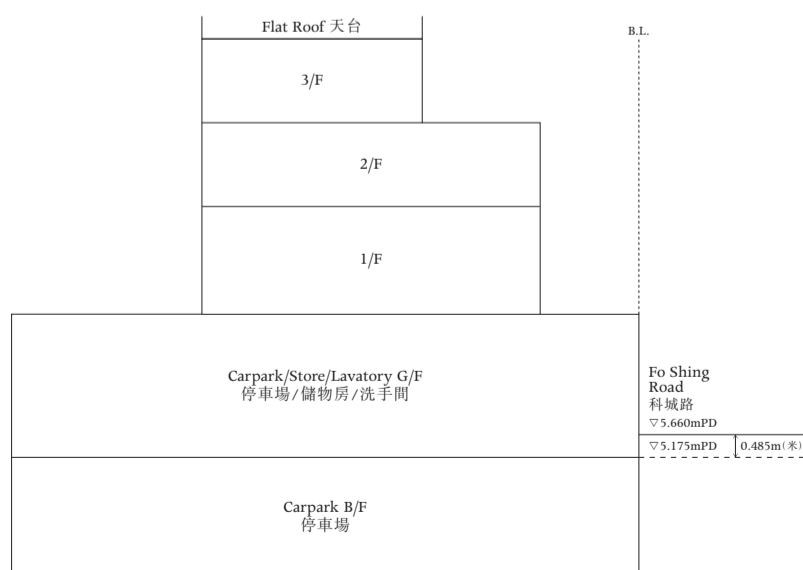 Flat Roof 天台
B.L.
3/F
2/F
1/F
Carpark/Store/Lavatory G/F
停車場/儲物房/洗手間
Fo Shing
Road
科城路
▽5.660mPD
▽5.175mPD
0.485m(米)
Carpark B/F
停車場